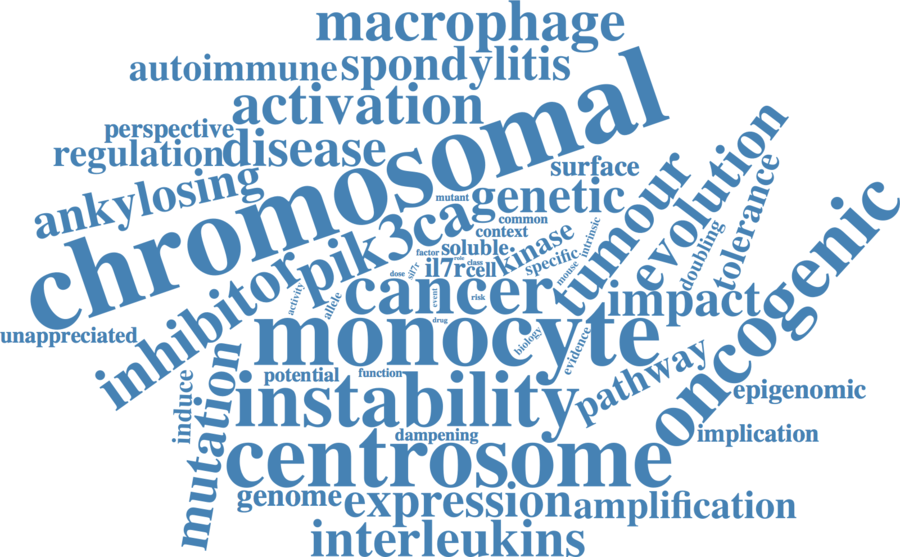 macrophage
autoimmune spondylitis
activation
perspective
regulation disease
chromosomal
surface
ankylosing
genetic
mutant
common
context
evolution
tolerance
doubling
tumour
oncogenic
pik3ca
soluble
kinase
intrinsic
specific
mouse
factor
role
class
il7r cell
sil7r
dose
inhibitor
activity
allele
cancer
event
risk
drug
impact
unappreciated
monocyte
biology
evidence
pathway
potential
function
mutation
induce
instability
epigenomic
implication
dampening
centrosome
genome expression amplification
interleukins